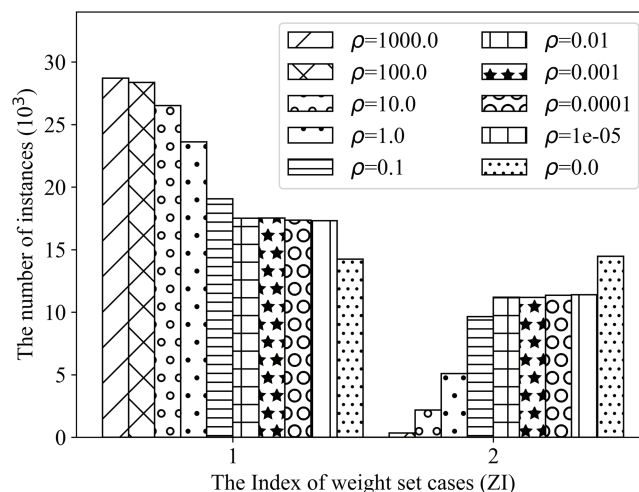 The number of instances (10³)
30
25
20
15
10
5
0
ρ=1000.0
ρ=100.0
ρ=10.0
ρ=1.0
ρ=0.1
ρ=0.01
ρ=0.001
ρ=0.0001
ρ=1e-05
ρ=0.0
1
2
The Index of weight set cases (ZI)